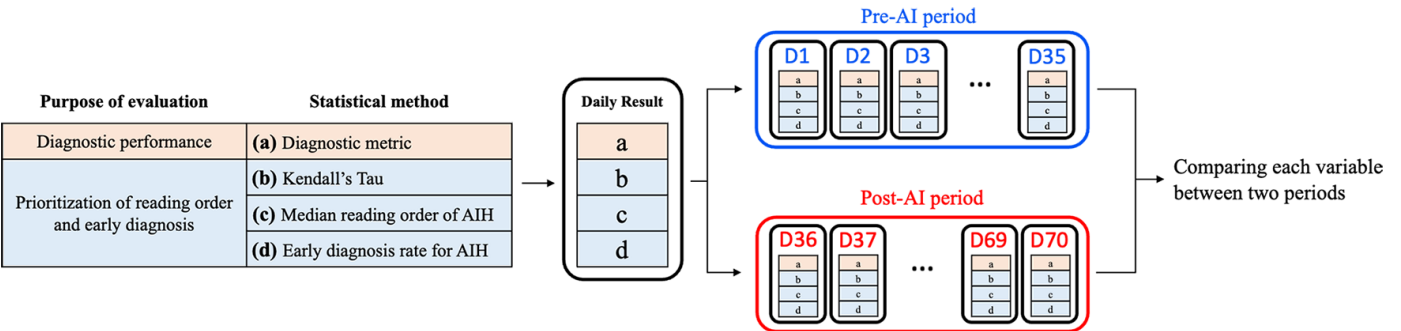 Purpose of evaluation Statistical method
Diagnostic performance (a) Diagnostic metric
Prioritization of reading order
and early diagnosis
(b) Kendall's Tau
(c) Median reading order of AIH
(d) Early diagnosis rate for AIH
Daily Result
a
b
c
d
Pre-AI period
D1 D2 D3 ... D35
a a a a
b b b b
c c c c
d d d d
Post-AI period
D36 D37 ... D69 D70
a a a a
b b b b
c c c c
d d d d
Comparing each variable
between two periods